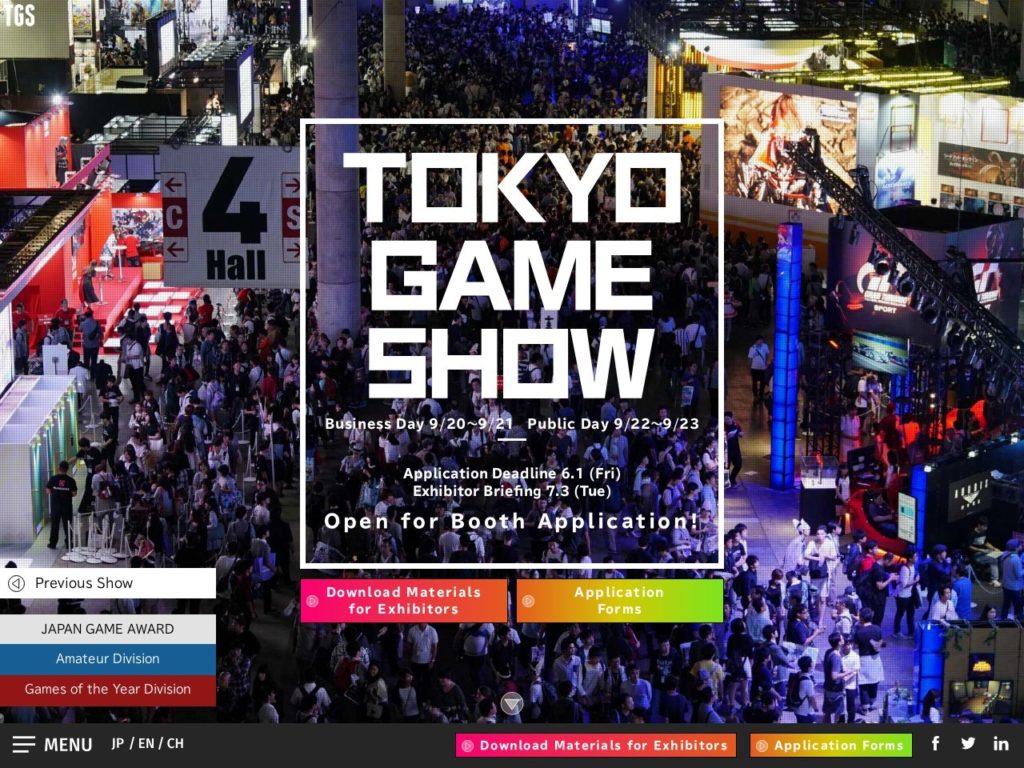 TGS
C
4
Hall
S
TOKYO
GAME
SHOW
Business Day 9/20~9/21 Public Day 9/22~9/23
Application Deadline 6.1 (Fri)
Exhibitor Briefing 7.3 (Tue)
Open for Booth Application!
GRAN TURISMO
SPORT
Previous Show
Download Materials
for Exhibitors
Application
Forms
JAPAN GAME AWARD
Amateur Division
Games of the Year Division
MENU
JP / EN / CH
Download Materials for Exhibitors
Application Forms